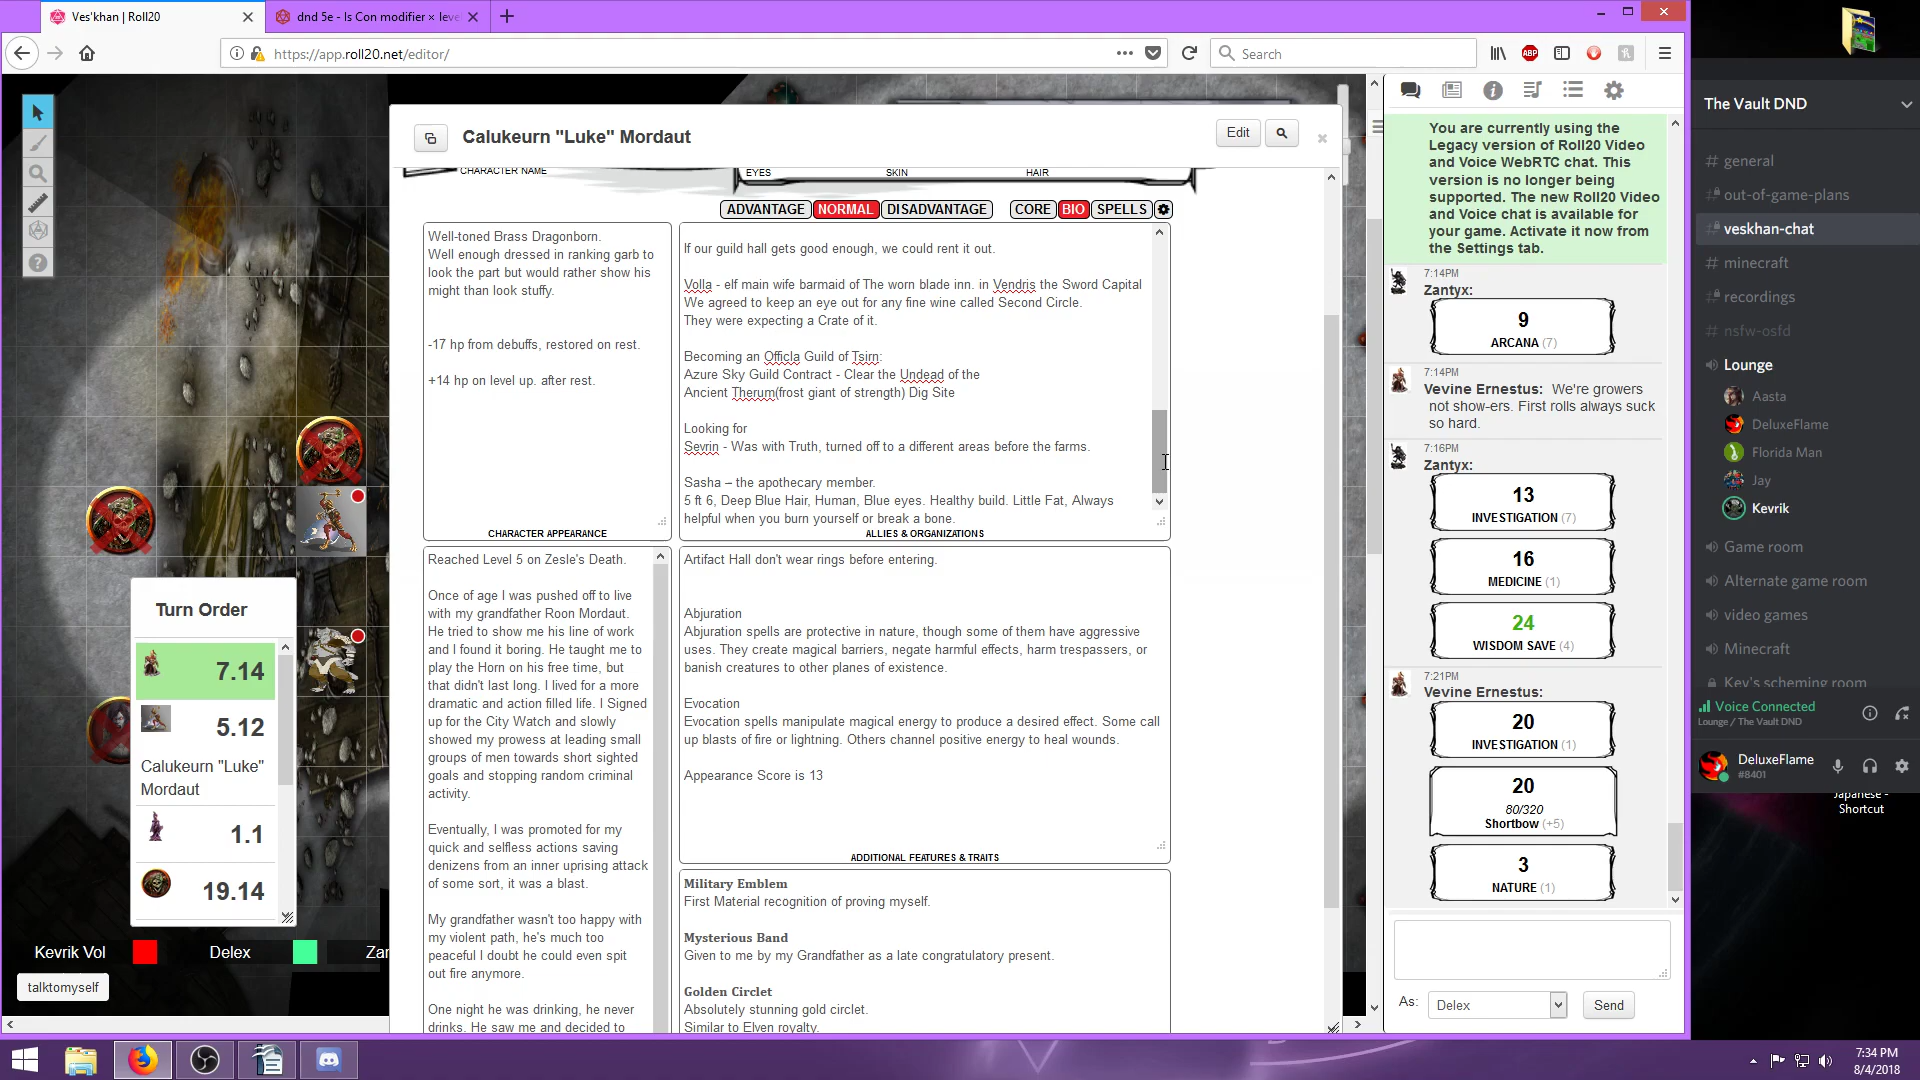 Ves'khan | Roll20
dnd 5e - Is Con modifier × leve
https://app.roll20.net/editor/
Search
ABP
Calukeurn "Luke" Mordaut
Edit
CHARACTER NAME
EYES
SKIN
HAIR
ADVANTAGE
NORMAL
DISADVANTAGE
CORE
BIO
SPELLS
Well-toned Brass Dragonborn.
Well enough dressed in ranking garb to
look the part but would rather show his
might than look stuffy.
-17 hp from debuffs, restored on rest.
+14 hp on level up. after rest.
CHARACTER APPEARANCE
If our guild hall gets good enough, we could rent it out.
Volla - elf main wife barmaid of The worn blade inn. in Vendris the Sword Capital
We agreed to keep an eye out for any fine wine called Second Circle.
They were expecting a Crate of it.
Becoming an Officla Guild of Tsirn:
Azure Sky Guild Contract - Clear the Undead of the
Ancient Therum(frost giant of strength) Dig Site
Looking for
Sevrin - Was with Truth, turned off to a different areas before the farms.
Sasha – the apothecary member.
5 ft 6, Deep Blue Hair, Human, Blue eyes. Healthy build. Little Fat, Always
helpful when you burn yourself or break a bone.
ALLIES & ORGANIZATIONS
Reached Level 5 on Zesle's Death.
Once of age I was pushed off to live
with my grandfather Roon Mordaut.
He tried to show me his line of work
and I found it boring. He taught me to
play the Horn on his free time, but
that didn't last long. I lived for a more
dramatic and action filled life. I Signed
up for the City Watch and slowly
showed my prowess at leading small
groups of men towards short sighted
goals and stopping random criminal
activity.
Eventually, I was promoted for my
quick and selfless actions saving
denizens from an inner uprising attack
of some sort, it was a blast.
My grandfather wasn't too happy with
my violent path, he's much too
peaceful I doubt he could even spit
out fire anymore.
One night he was drinking, he never
drinks. He saw me and decided to
Artifact Hall don't wear rings before entering.
Abjuration
Abjuration spells are protective in nature, though some of them have aggressive
uses. They create magical barriers, negate harmful effects, harm trespassers, or
banish creatures to other planes of existence.
Evocation
Evocation spells manipulate magical energy to produce a desired effect. Some call
up blasts of fire or lightning. Others channel positive energy to heal wounds.
Appearance Score is 13
ADDITIONAL FEATURES & TRAITS
Military Emblem
First Material recognition of proving myself.
Mysterious Band
Given to me by my Grandfather as a late congratulatory present.
Golden Circlet
Absolutely stunning gold circlet.
Similar to Elven royalty.
Turn Order
7.14
5.12
Calukeurn "Luke"
Mordaut
1.1
19.14
Kevrik Vol
Delex
Zar
talktomyself
You are currently using the
Legacy version of Roll20 Video
and Voice WebRTC chat. This
version is no longer being
supported. The new Roll20 Video
and Voice chat is available for
your game. Activate it now from
the Settings tab.
7:14PM
Zantyx:
9
ARCANA (7)
7:14PM
Vevine Ernestus: We're growers
not show-ers. First rolls always suck
so hard.
7:16PM
Zantyx:
13
INVESTIGATION (7)
16
MEDICINE (1)
24
WISDOM SAVE (4)
7:21PM
Vevine Ernestus:
20
INVESTIGATION (1)
20
80/320
Shortbow (+5)
3
NATURE (1)
As:
Delex
Send
The Vault DND
# general
# out-of-game-plans
# veskhan-chat
# minecraft
# recordings
# nsfw-osfd
Lounge
Aasta
DeluxeFlame
Florida Man
Jay
Kevrik
Game room
Alternate game room
video games
Minecraft
Kev's scheming room
Voice Connected
Lounge / The Vault DND
DeluxeFlame
#8401
Japanese -
Shortcut
7:34 PM
8/4/2018